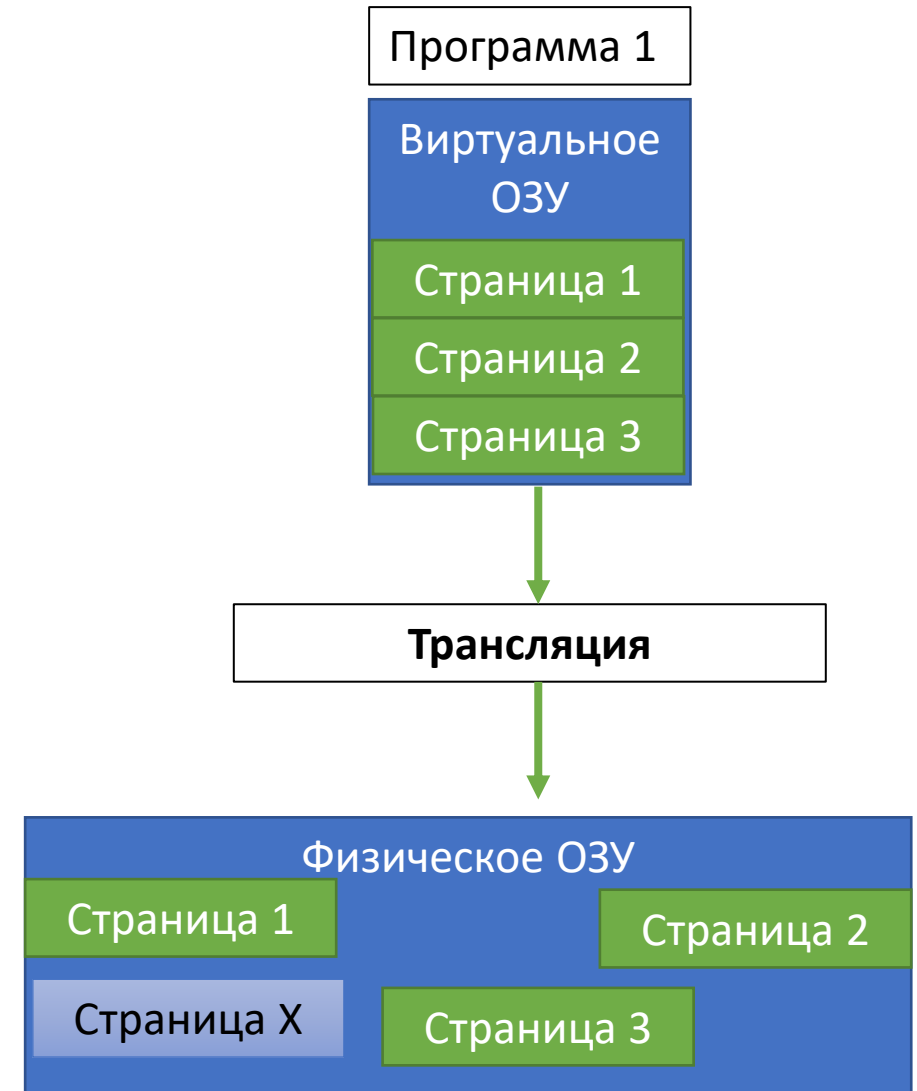 Программа 1
Виртуальное
ОЗУ
Страница 1
Страница 2
Страница 3
Трансляция
Физическое ОЗУ
Страница 1
Страница 2
Страница X
Страница 3